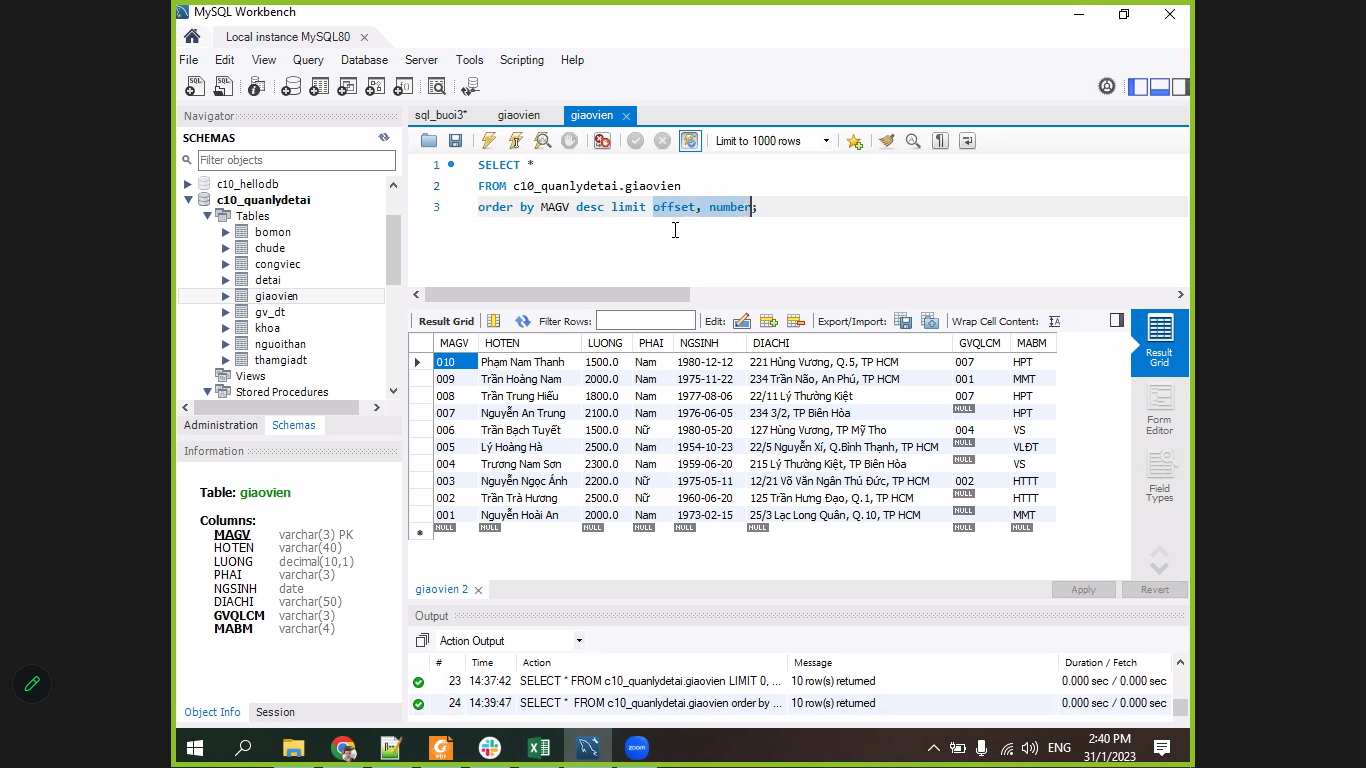 MySQL Workbench
Local instance MySQL80
File Edit View Query Database Server Tools Scripting Help
Navigator
SCHEMAS
Filter objects
c10_hellodb
c10_quanlydetai
Tables
bomon
chude
congviec
detai
giaovien
gv_dt
khoa
nguoithan
thamgiadt
Views
Stored Procedures
Administration Schemas
Information
Table: giaovien
Columns:
MAGV varchar(3) PK
HOTEN varchar(40)
LUONG decimal(10,1)
PHAI varchar(3)
NGSINH date
DIACHI varchar(50)
GVQLCM varchar(3)
MABM varchar(4)
Object Info Session
sql_buoi3* giaovien giaovien
Limit to 1000 rows
1 SELECT *
2 FROM c10_quanlydetai.giaovien
3 order by MAGV desc limit offset, number;
Result Grid Filter Rows: Edit: Export/Import: Wrap Cell Content:
MAGV HOTEN LUONG PHAI NGSINH DIACHI GVQLCM MABM
010 Phạm Nam Thanh 1500.0 Nam 1980-12-12 221 Hùng Vương, Q.5, TP HCM 007 HPT
009 Trần Hoàng Nam 2000.0 Nam 1975-11-22 234 Trần Não, An Phú, TP HCM 001 MMT
008 Trần Trung Hiếu 1800.0 Nam 1977-08-06 22/11 Lý Thường Kiệt 007 HPT
007 Nguyễn An Trung 2100.0 Nam 1976-06-05 234 3/2, TP Biên Hòa NULL HPT
006 Trần Bạch Tuyết 1500.0 Nữ 1980-05-20 127 Hùng Vương, TP Mỹ Tho 004 VS
005 Lý Hoàng Hà 2500.0 Nam 1954-10-23 22/5 Nguyễn Xí, Q.Bình Thạnh, TP HCM NULL VLĐT
004 Trương Nam Sơn 2300.0 Nam 1959-06-20 215 Lý Thường Kiệt, TP Biên Hòa NULL VS
003 Nguyễn Ngọc Ánh 2200.0 Nữ 1975-05-11 12/21 Võ Văn Ngân Thủ Đức, TP HCM 002 HTTT
002 Trần Trà Hương 2500.0 Nữ 1960-06-20 125 Trần Hưng Đạo, Q.1, TP HCM NULL HTTT
001 Nguyễn Hoài An 2000.0 Nam 1973-02-15 25/3 Lạc Long Quân, Q.10, TP HCM NULL MMT
NULL NULL NULL NULL NULL NULL NULL NULL
Result Grid
Form Editor
Field Types
giaovien 2
Apply Revert
Output
Action Output
# Time Action Message Duration / Fetch
23 14:37:42 SELECT * FROM c10_quanlydetai.giaovien LIMIT 0, ... 10 row(s) returned 0.000 sec / 0.000 sec
24 14:39:47 SELECT * FROM c10_quanlydetai.giaovien order by ... 10 row(s) returned 0.000 sec / 0.000 sec
zoom
ENG
2:40 PM
31/1/2023